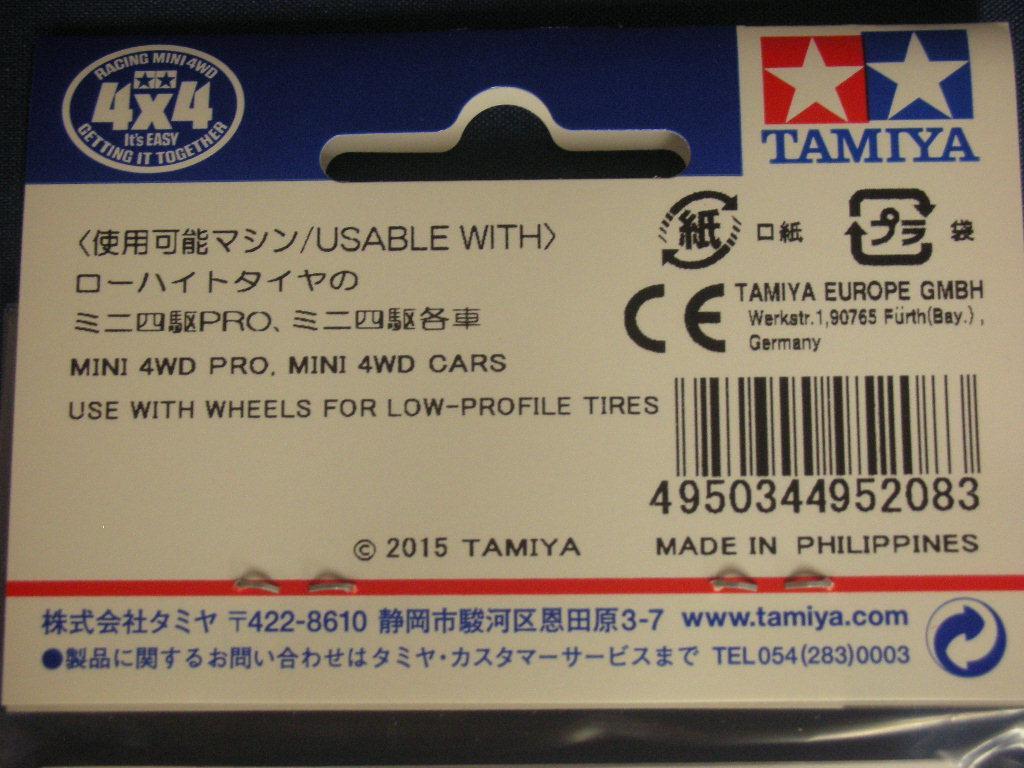 RACING MINI 4WD
4x4
It's EASY
GETTING IT TOGETHER
TAMIYA
〈使用可能マシン/USABLE WITH〉
ローハイトタイヤの
ミニ四駆PRO、ミニ四駆各車
MINI 4WD PRO, MINI 4WD CARS
USE WITH WHEELS FOR LOW-PROFILE TIRES
紙 口紙
プラ 袋
CE TAMIYA EUROPE GMBH
Werkstr.1,90765 Fürth(Bay.),
Germany
4950344952083
© 2015 TAMIYA
MADE IN PHILIPPINES
株式会社タミヤ 〒422-8610 静岡市駿河区恩田原3-7 www.tamiya.com
●製品に関するお問い合わせはタミヤ・カスタマーサービスまで TEL054(283)0003